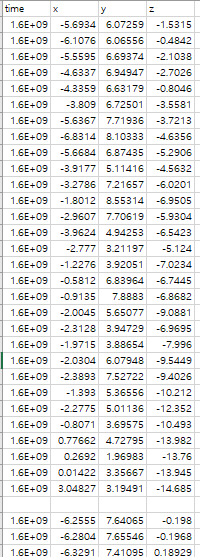 time x y z
1.6E+09 -5.6934 6.07259 -1.5315
1.6E+09 -6.1076 6.06556 -0.4842
1.6E+09 -5.5595 6.69374 -2.1038
1.6E+09 -4.6337 6.94947 -2.7026
1.6E+09 -4.3359 6.63179 -0.8046
1.6E+09 -3.809 6.72501 -3.5581
1.6E+09 -5.6367 7.71936 -3.7213
1.6E+09 -6.8314 8.10333 -4.6356
1.6E+09 -5.6684 6.87435 -5.2906
1.6E+09 -3.9177 5.11416 -4.5632
1.6E+09 -3.2786 7.21657 -6.0201
1.6E+09 -1.8012 8.55314 -6.9505
1.6E+09 -2.9607 7.70619 -5.9304
1.6E+09 -3.9624 4.94253 -6.5423
1.6E+09 -2.777 3.21197 -5.124
1.6E+09 -1.2276 3.92051 -7.0234
1.6E+09 -0.5812 6.83964 -6.7445
1.6E+09 -0.9135 7.8883 -6.8682
1.6E+09 -2.0045 5.65077 -9.0881
1.6E+09 -2.3128 3.94729 -6.9695
1.6E+09 -1.9715 3.88654 -7.996
1.6E+09 -2.0304 6.07948 -9.5449
1.6E+09 -2.3893 7.52722 -9.4026
1.6E+09 -1.393 5.36556 -10.212
1.6E+09 -2.2775 5.01136 -12.352
1.6E+09 -0.8071 3.69575 -10.493
1.6E+09 0.77662 4.72795 -13.982
1.6E+09 0.2692 1.96983 -13.76
1.6E+09 0.01422 3.35667 -13.945
1.6E+09 3.04827 3.19491 -14.685
1.6E+09 -6.2555 7.64065 -0.198
1.6E+09 -6.2804 7.65546 -0.1968
1.6E+09 -6.3291 7.41095 0.18929